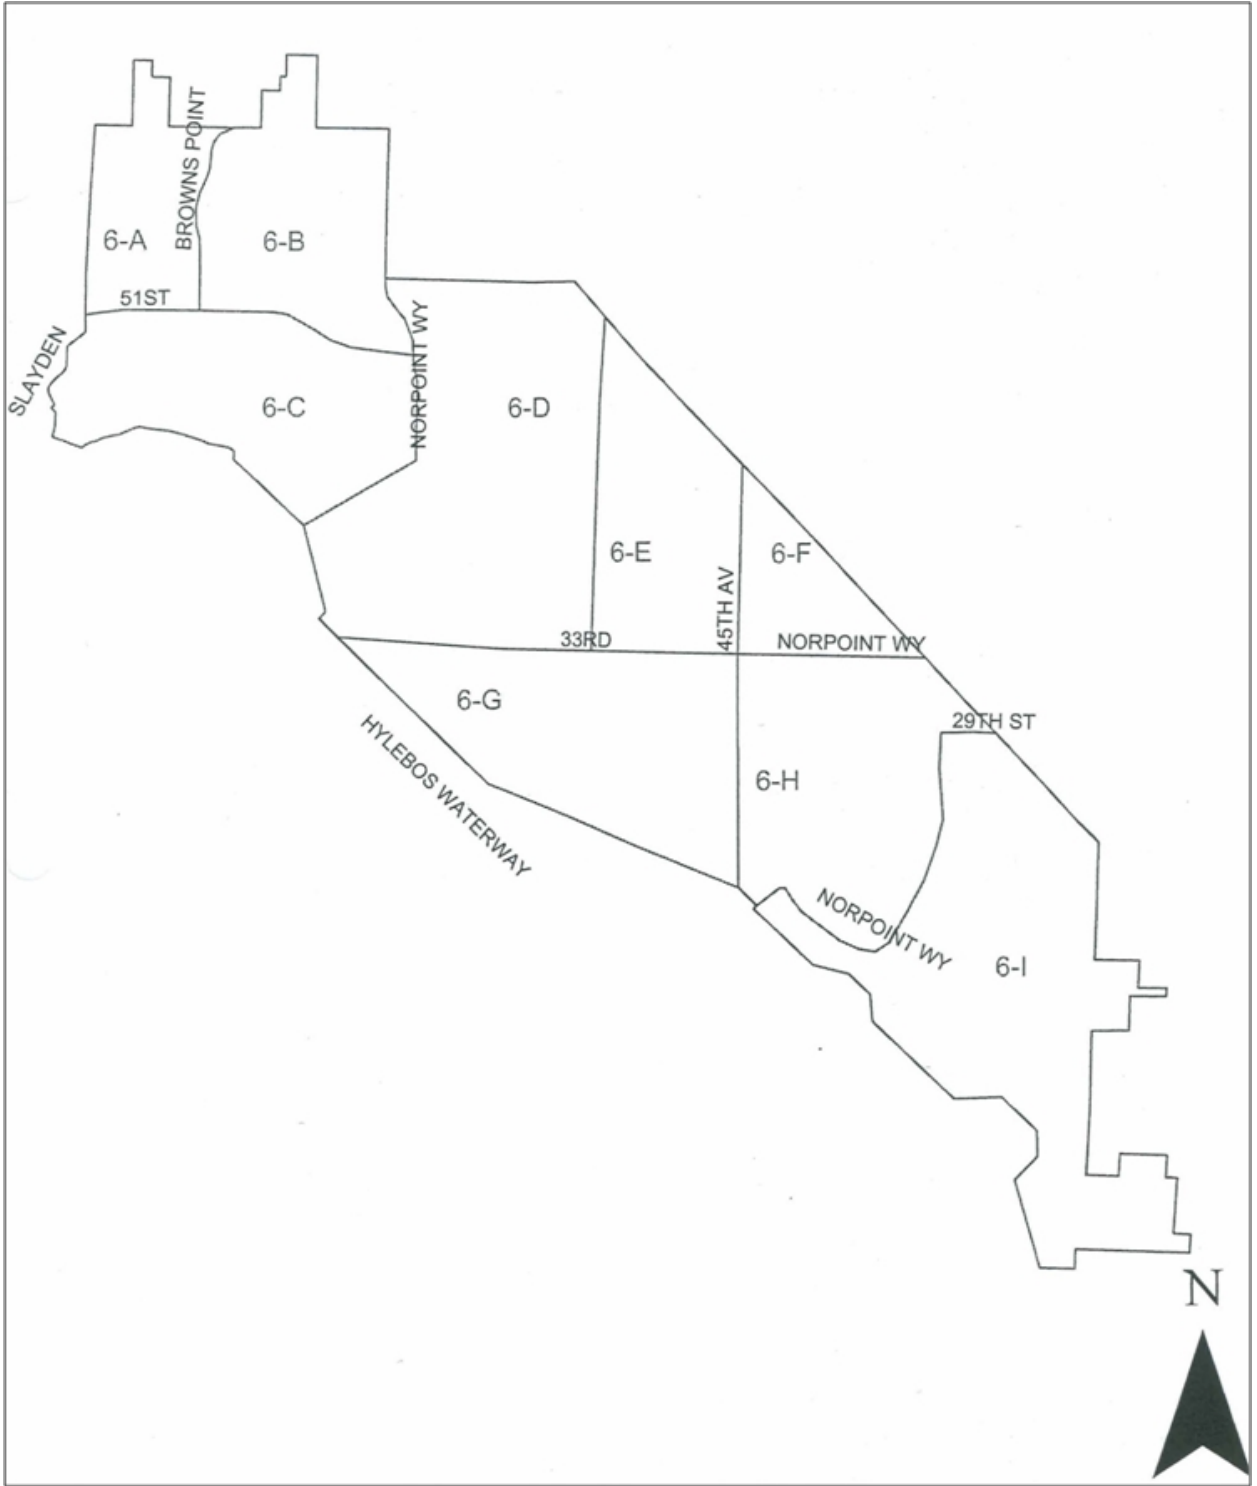 BROWNS POINT
6-A
6-B
51ST
SLAYDEN
NORPOINT WY
6-C
6-D
6-E
6-F
45TH AV
33RD
NORPOINT WY
6-G
29TH ST
HYLEBOS WATERWAY
6-H
NORPOINT WY
6-I
N